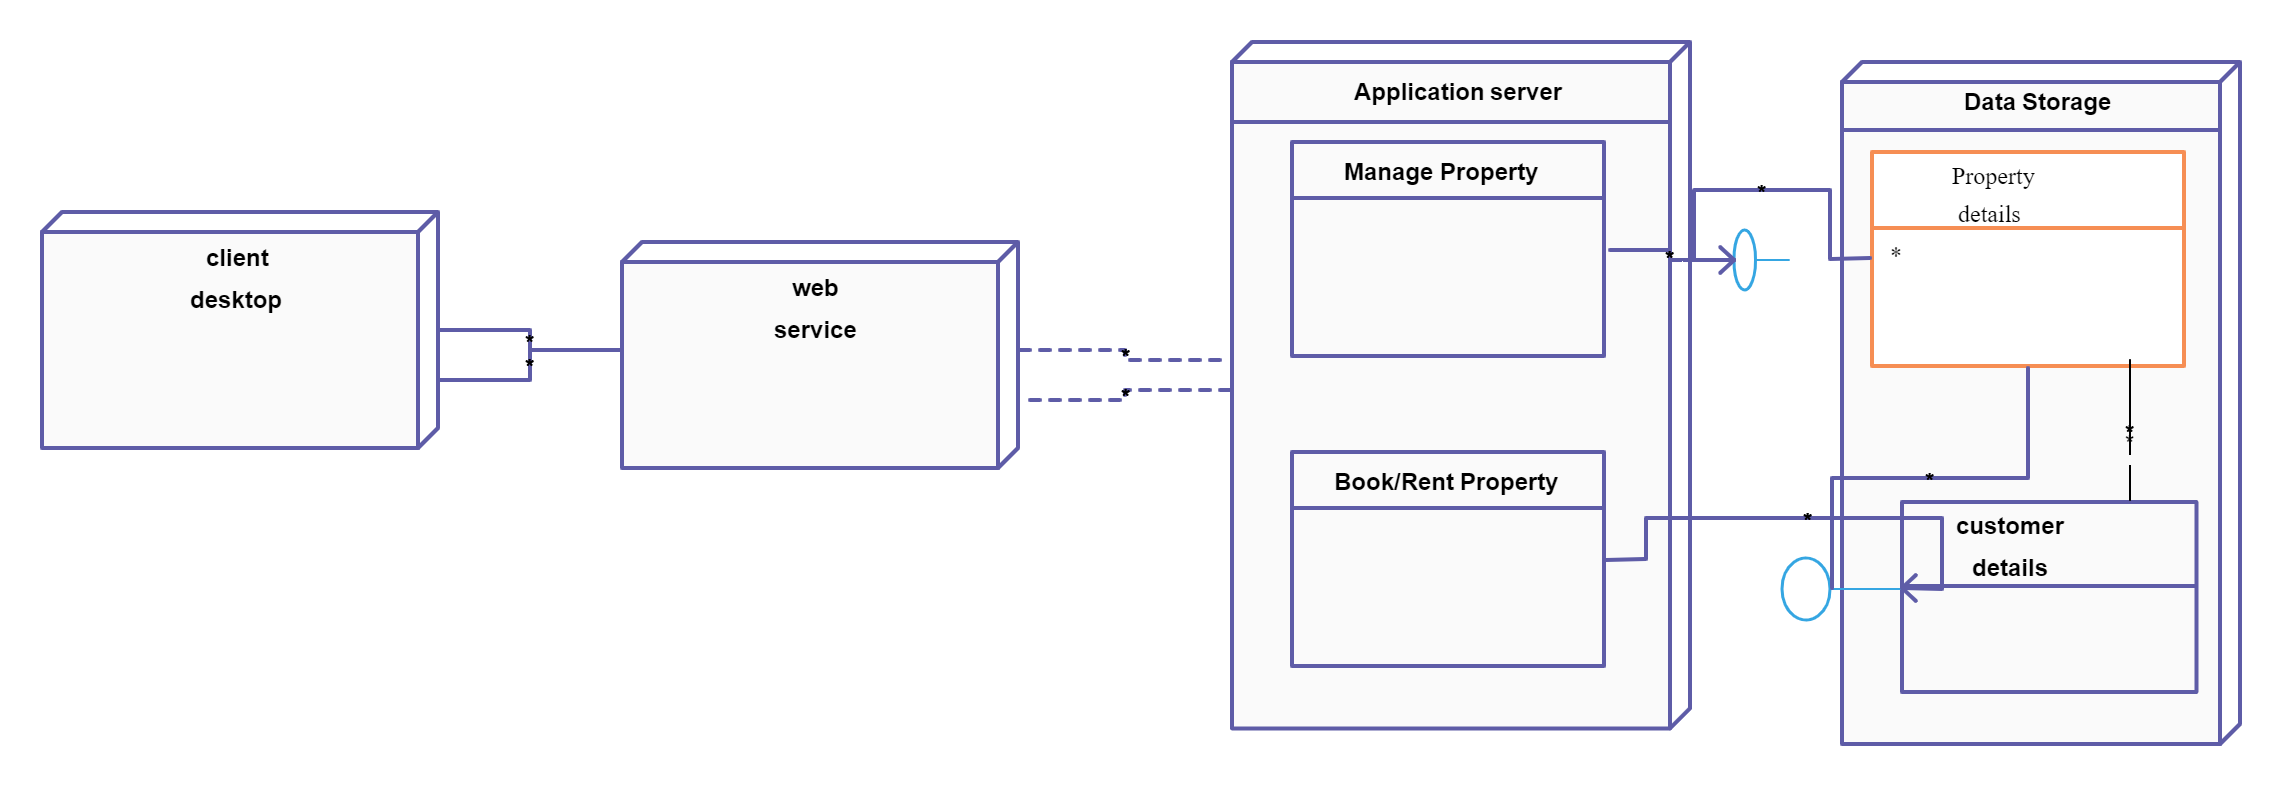 client
desktop
*
*
web
service
*
*
Application server
Manage Property
*
Book/Rent Property
*
*
Data Storage
Property
details
*
*
*
*
customer
details